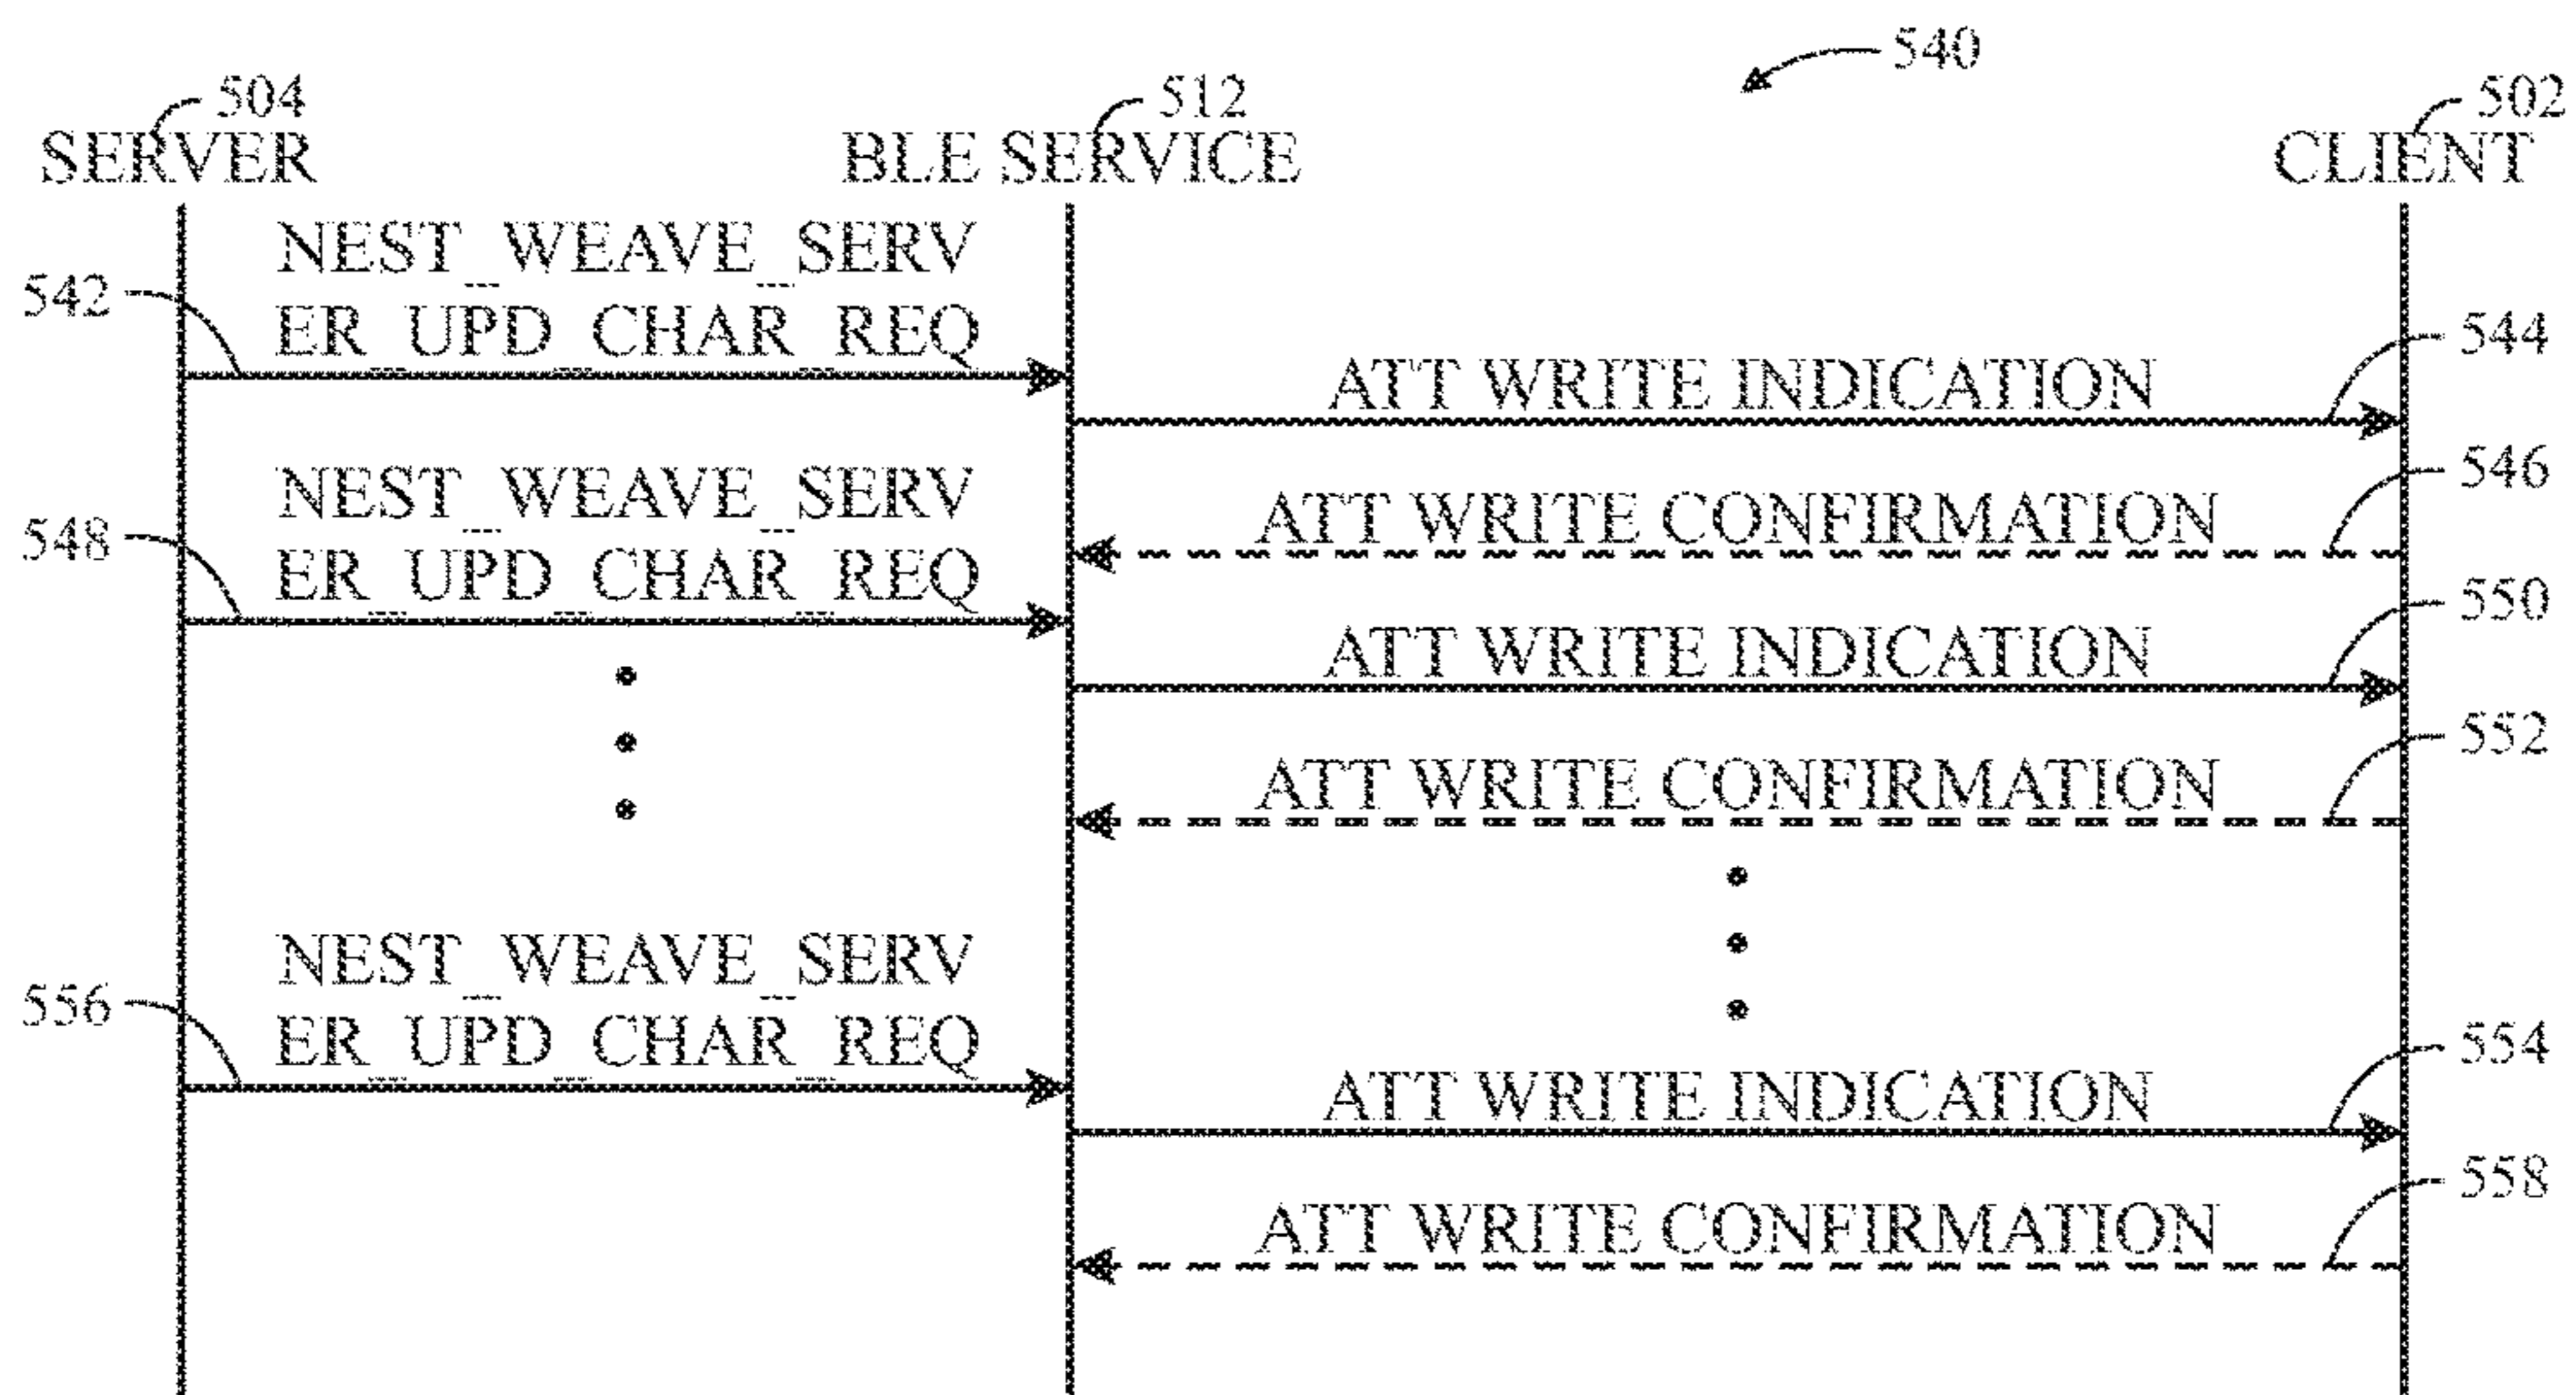 540
504
512
502
SERVER
BLE SERVICE
CLIENT
NEST_WEAVE_SERV
ER_UPD_CHAR_REQ
542
544
ATT WRITE INDICATION
546
ATT WRITE CONFIRMATION
NEST_WEAVE_SERV
ER_UPD_CHAR_REQ
548
550
ATT WRITE INDICATION
552
ATT WRITE CONFIRMATION
NEST_WEAVE_SERV
ER_UPD_CHAR_REQ
556
554
ATT WRITE INDICATION
558
ATT WRITE CONFIRMATION